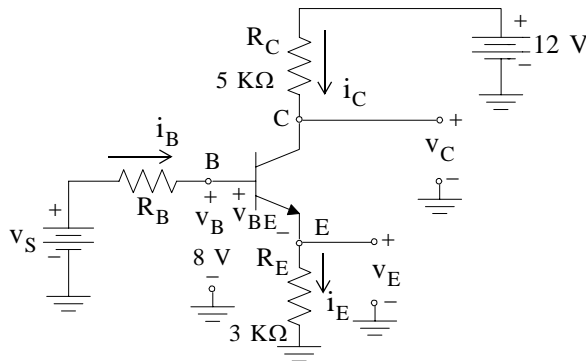 R_C
5 KΩ
i_C
+
12 V
−
C
+
v_C
−
i_B
B
R_B
+
v_B
+
v_BE
−
+
v_S
−
8 V
−
E
+
R_E
v_E
i_E
−
3 KΩ